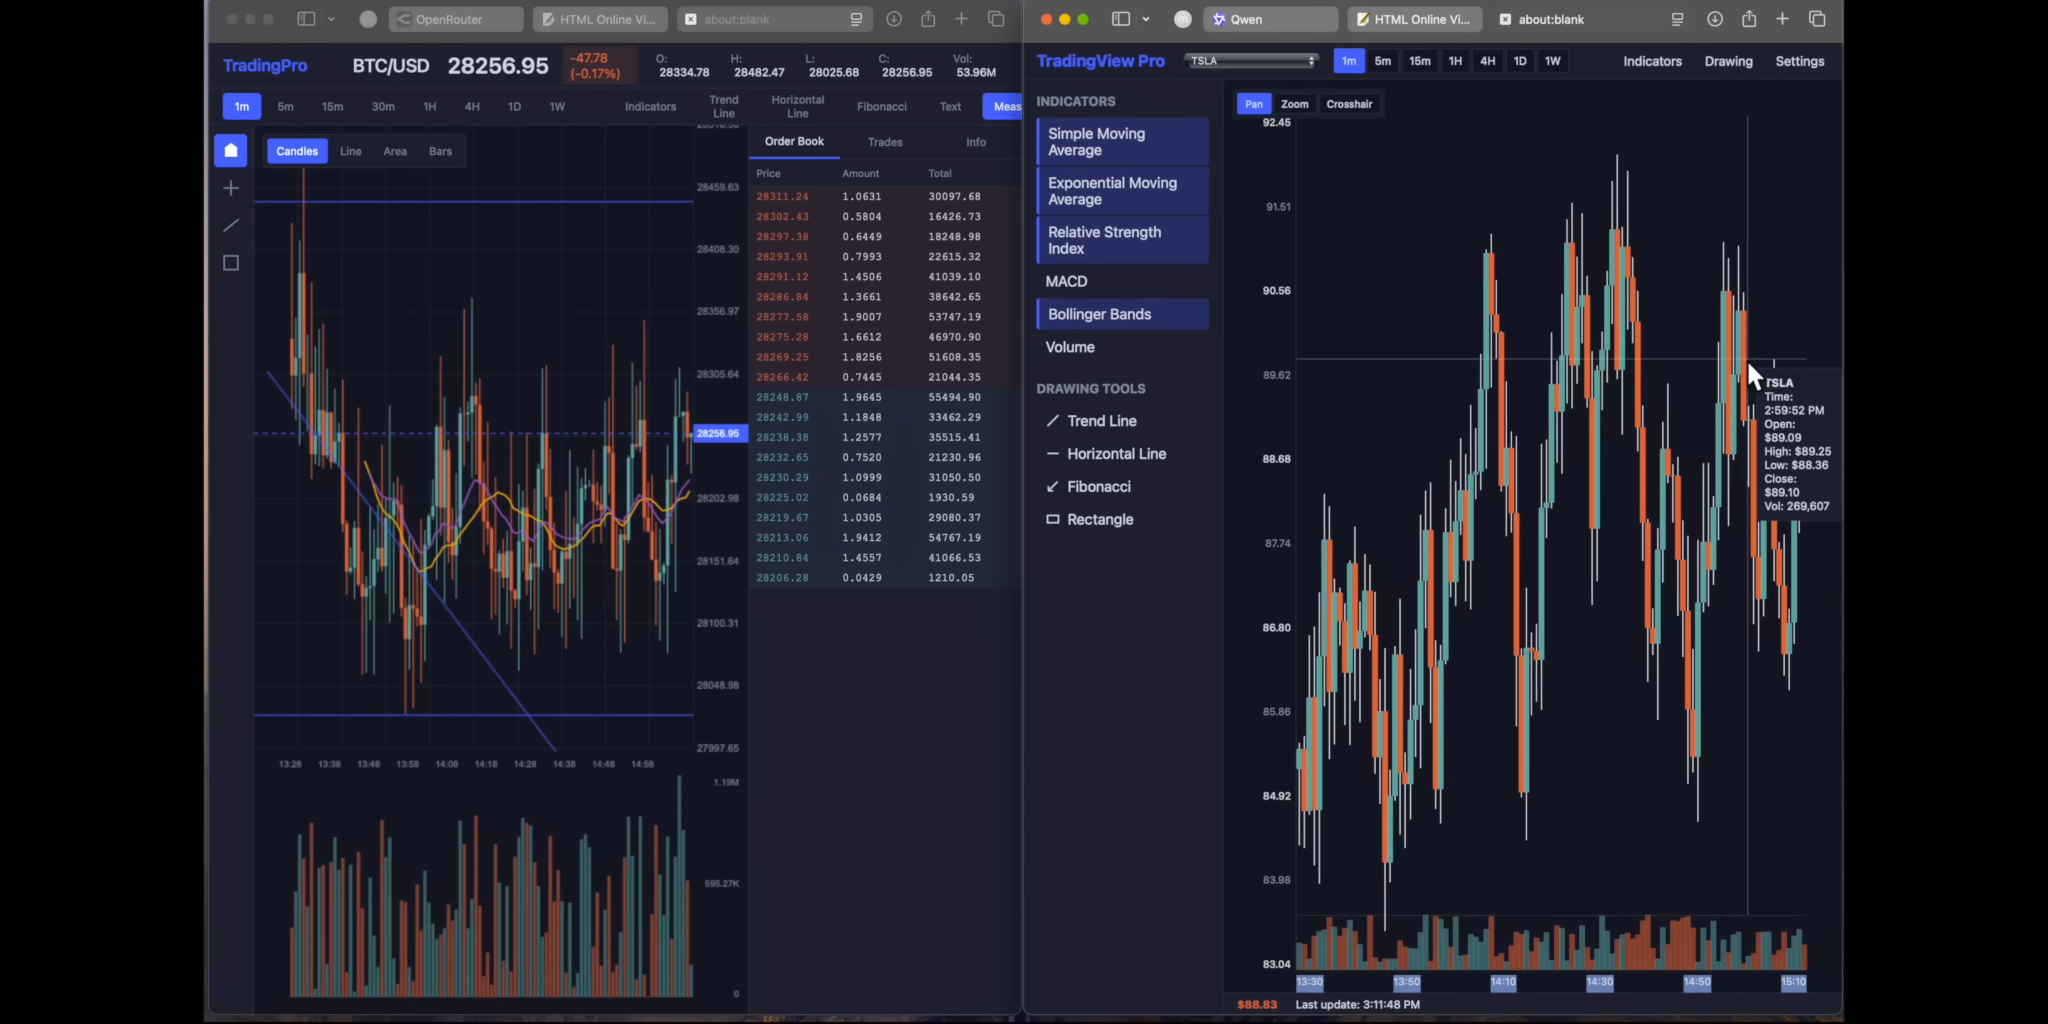 OpenRouter
HTML Online Vi...
about:blank
TradingPro
BTC/USD
28256.95
-47.78
(-0.17%)
O:
28334.78
H:
28482.47
L:
28025.68
C:
28256.95
Vol:
53.96M
1m 5m 15m 30m 1H 4H 1D 1W
Indicators
Trend
Line
Horizontal
Line
Fibonacci
Text
Meas
Candles Line Area Bars
28459.63
28408.30
28356.97
28305.64
28256.95
28202.98
28151.64
28100.31
28048.98
27997.65
13:28 13:38 13:48 13:58 14:08 14:18 14:28 14:38 14:48 14:58
1.19M
595.27K
0
Order Book Trades Info
Price Amount Total
28311.24 1.0631 30097.68
28302.43 0.5804 16426.73
28297.38 0.6449 18248.98
28293.91 0.7993 22615.32
28291.12 1.4506 41039.10
28286.84 1.3661 38642.65
28277.58 1.9007 53747.19
28275.28 1.6612 46970.90
28269.25 1.8256 51608.35
28266.42 0.7445 21044.35
28248.87 1.9645 55494.90
28242.99 1.1848 33462.29
28238.38 1.2577 35515.41
28232.65 0.7520 21230.96
28230.29 1.0999 31050.50
28225.02 0.0684 1930.59
28219.67 1.0305 29080.37
28213.06 1.9412 54767.19
28210.84 1.4557 41066.53
28206.28 0.0429 1210.05
Qwen
HTML Online Vi...
about:blank
TradingView Pro
TSLA
1m 5m 15m 1H 4H 1D 1W
Indicators Drawing Settings
INDICATORS
Simple Moving
Average
Exponential Moving
Average
Relative Strength
Index
MACD
Bollinger Bands
Volume
DRAWING TOOLS
Trend Line
Horizontal Line
Fibonacci
Rectangle
Pan Zoom Crosshair
92.45
91.51
90.56
89.62
88.68
87.74
86.80
85.86
84.92
83.98
83.04
TSLA
Time:
2:59:52 PM
Open:
$89.09
High: $89.25
Low: $88.36
Close:
$89.10
Vol: 269,607
13:30 13:50 14:10 14:30 14:50 15:10
$88.83
Last update: 3:11:48 PM